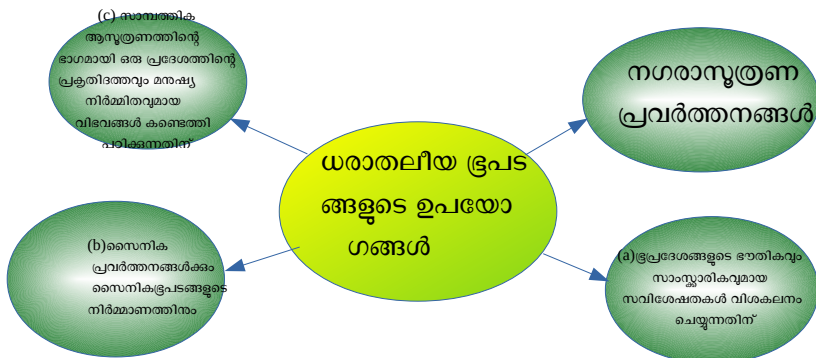 (c) സാമ്പത്തിക
ആസൂത്രണത്തിന്റെ
ഭാഗമായി ഒരു പ്രദേശത്തിന്റെ
പ്രകൃതിദത്തവും മനുഷ്യ
നിർമ്മിതവുമായ
വിഭവങ്ങൾ കണ്ടെത്തി
പഠിക്കുന്നതിന്
നഗരാസൂത്രണ
പ്രവർത്തനങ്ങൾ
ധരാതലീയ ഭൂപട
ങ്ങളുടെ ഉപയോ
ഗങ്ങൾ
(b)സൈനിക
പ്രവർത്തനങ്ങൾക്കും
സൈനികഭൂപടങ്ങളുടെ
നിർമ്മാണത്തിനും
(a)ഭൂപ്രദേശങ്ങളുടെ ഭൗതികവും
സാംസ്ക്കാരികവുമായ
സവിശേഷതകൾ വിശകലനം
ചെയ്യുന്നതിന്